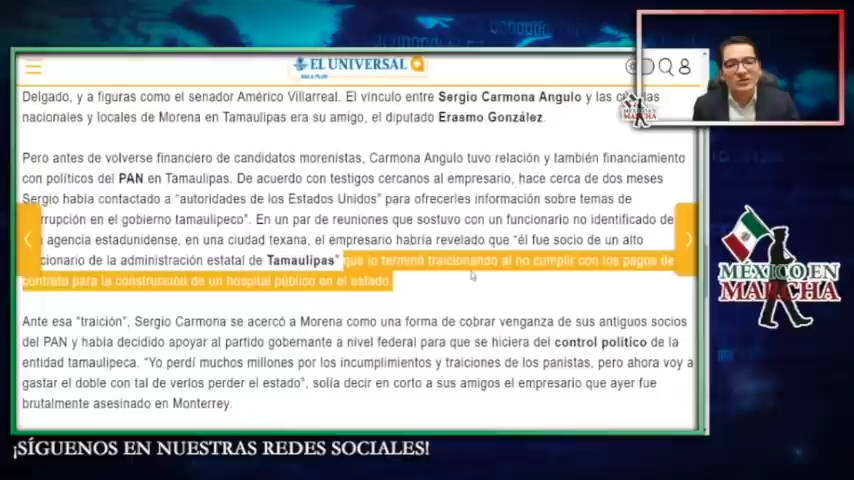 EL UNIVERSAL
Delgado, y a figuras como el senador Américo Villarreal. El vínculo entre Sergio Carmona Angulo y las
nacionales y locales de Morena en Tamaulipas era su amigo, el diputado Erasmo González.
Pero antes de volverse financiero de candidatos morenistas, Carmona Angulo tuvo relación y también financiamiento
con políticos del PAN en Tamaulipas. De acuerdo con testigos cercanos al empresario, hace cerca de dos meses
Sergio había contactado a "autoridades de los Estados Unidos" para ofrecerles información sobre temas de
rrupción en el gobierno tamaulipeco". En un par de reuniones que sostuvo con un funcionario no identificado de
agencia estadunidense, en una ciudad texana, el empresario habría revelado que "él fue socio de un alto
cionario de la administración estatal de Tamaulipas" que lo terminó traicionando al no cumplir con los pagos de
contrato para la construcción de un hospital público en el estado.
Ante esa "traición", Sergio Carmona se acercó a Morena como una forma de cobrar venganza de sus antiguos socios
del PAN y había decidido apoyar al partido gobernante a nivel federal para que se hiciera del control político de la
entidad tamaulipeca. "Yo perdí muchos millones por los incumplimientos y traiciones de los panistas, pero ahora voy a
gastar el doble con tal de verlos perder el estado", solía decir en corto a sus amigos el empresario que ayer fue
brutalmente asesinado en Monterrey.
MÉXICO EN
MARCHA
¡SÍGUENOS EN NUESTRAS REDES SOCIALES!